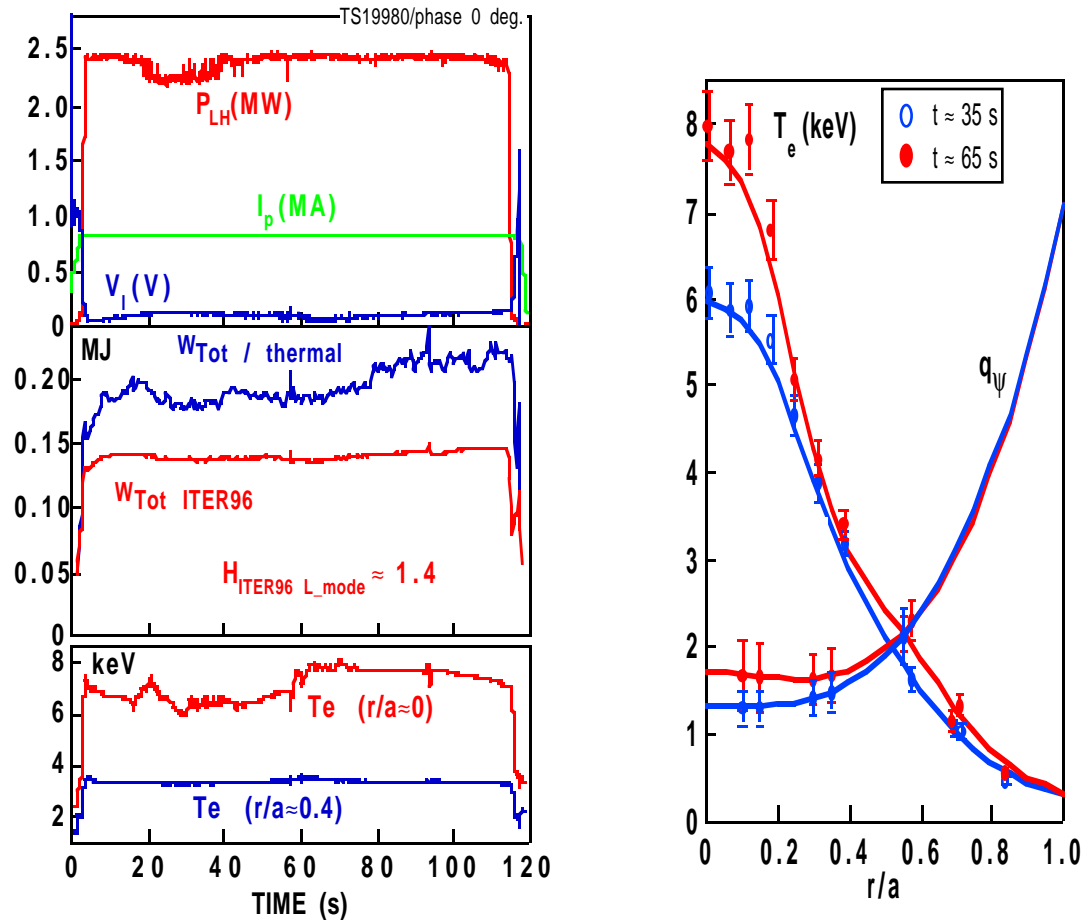 TS19980/phase 0 deg.
2.5
2.0
1.5
1.0
0.5
0
P_LH(MW)
I_p(MA)
V_l(V)
MJ
W_Tot / thermal
0.20
0.15
0.10
0.05
0
W_Tot ITER96
H_ITER96 L_mode ≈ 1.4
keV
8
6
4
2
Te (r/a≈0)
Te (r/a≈0.4)
0 20 40 60 80 100 120
TIME (s)
T_e (keV)
t ≈ 35 s
t ≈ 65 s
8
7
6
5
4
3
2
1
0
q_ψ
0 0.2 0.4 0.6 0.8 1.0
r/a